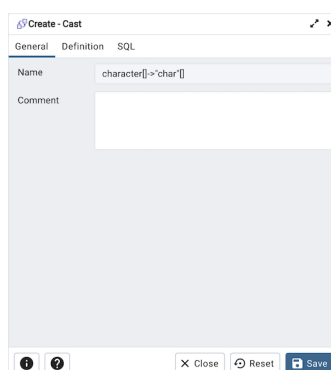 Create - Cast
General Definition SQL
Name character[]->"char"[]
Comment
Close Reset Save